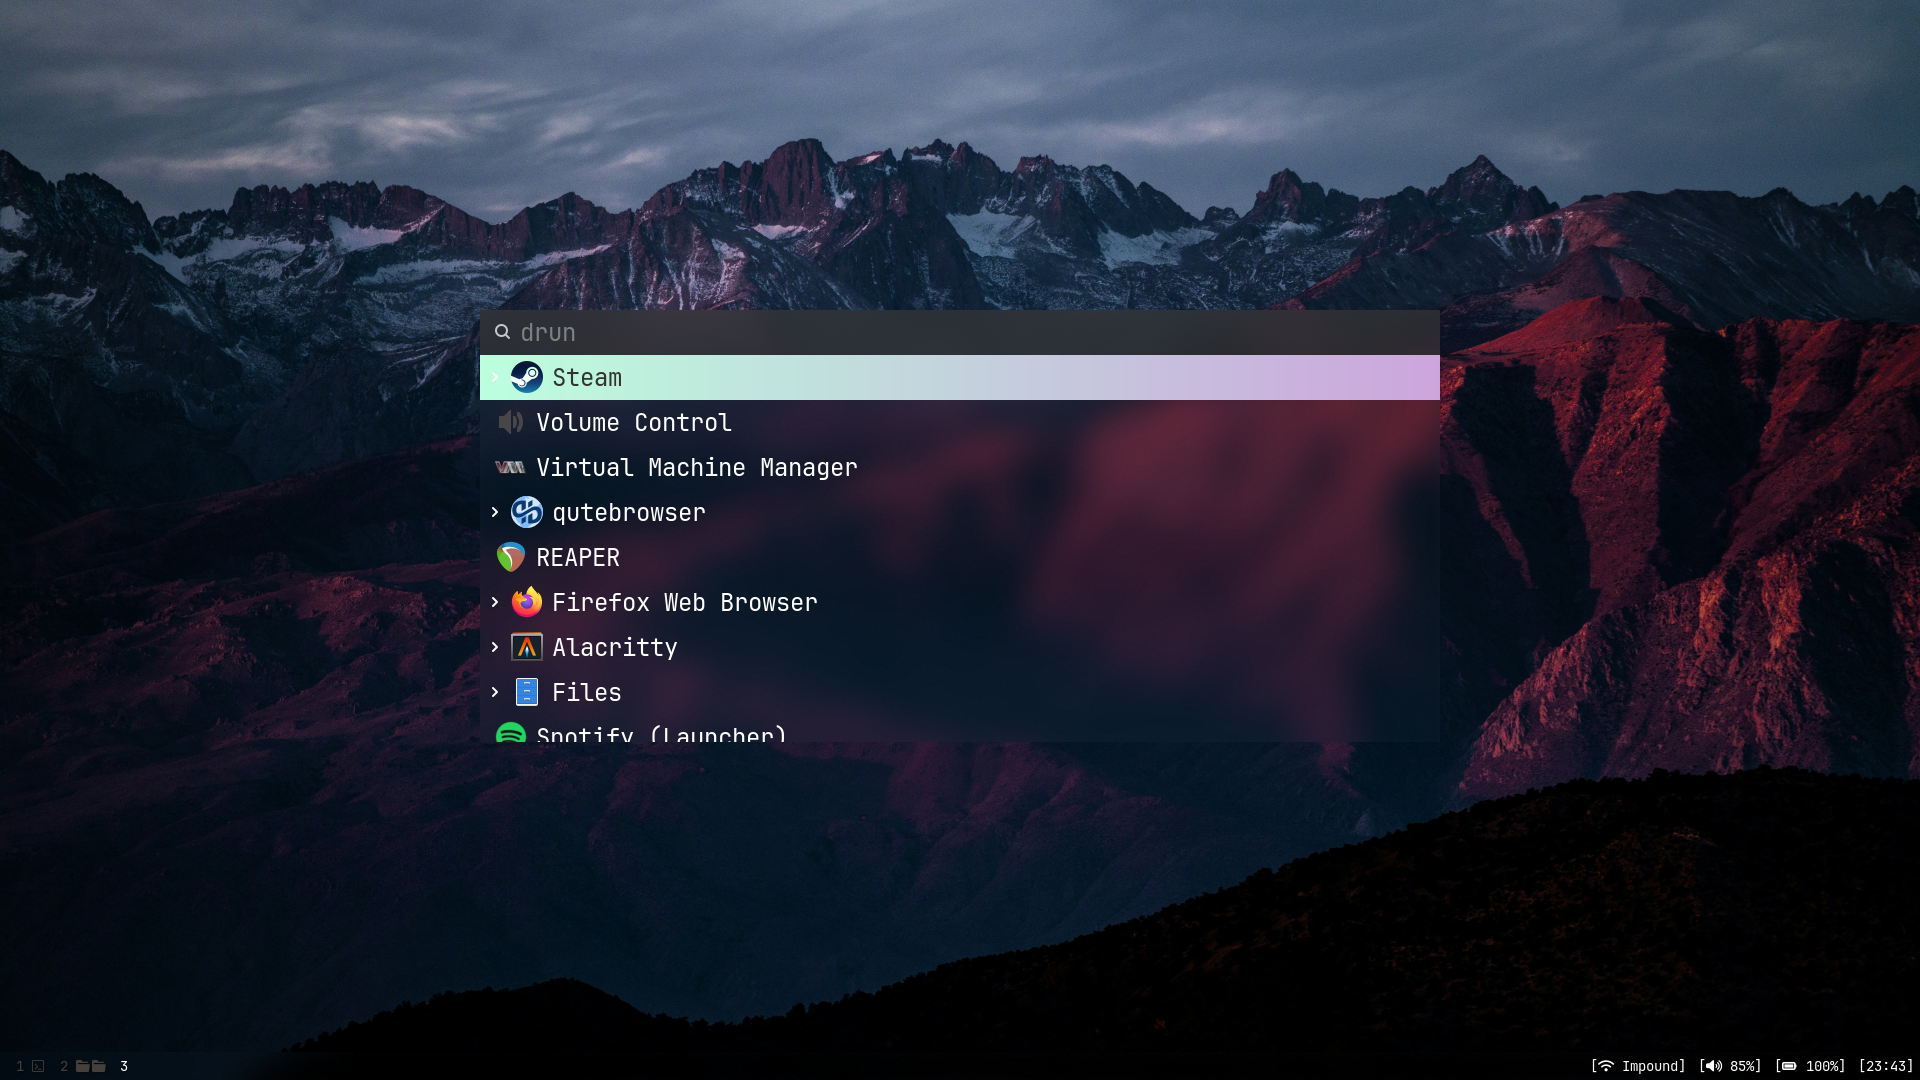 drun
Steam
Volume Control
Virtual Machine Manager
qutebrowser
REAPER
Firefox Web Browser
Alacritty
Files
Spotify (Launcher)
1 2 3 [ Impound] [ 85%] [ 100%] [23:43]